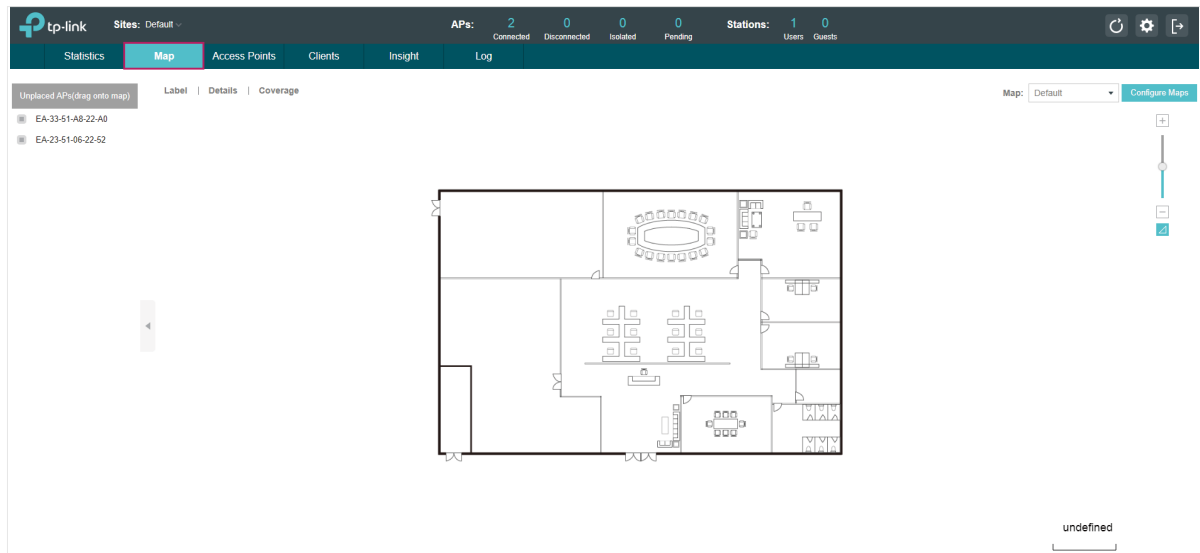 tp-link Sites: Default APs: 2 0 0 0 Stations: 1 0
Connected Disconnected Isolated Pending Users Guests
Statistics Map Access Points Clients Insight Log
Unplaced APs(drag onto map) Label | Details | Coverage Map: Default Configure Maps
EA-33-51-A8-22-A0
EA-23-51-06-22-52
undefined